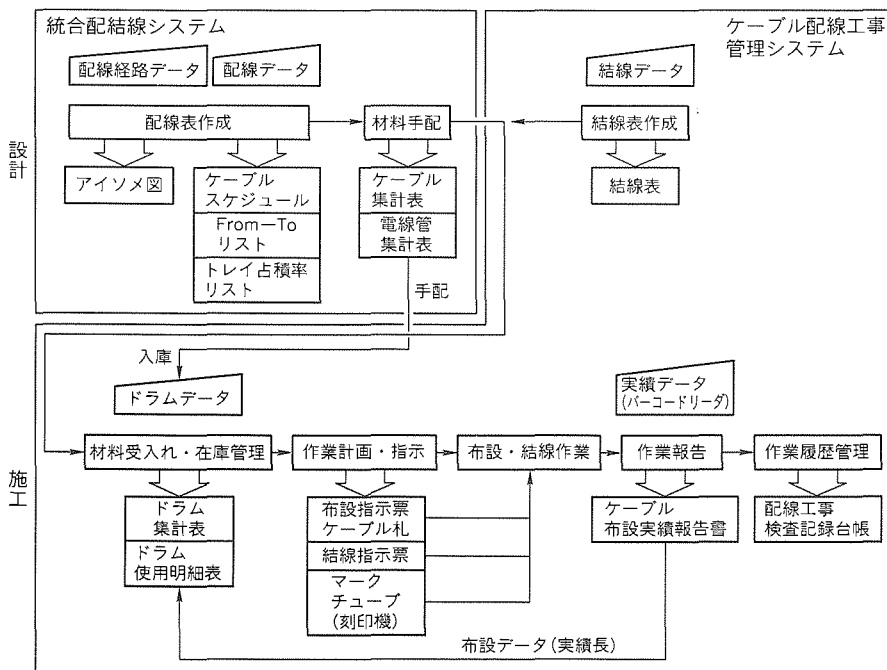 統合配結線システム
ケーブル配線工事
管理システム
配線経路データ
配線データ
結線データ
設計
配線表作成
材料手配
結線表作成
アイソメ図
ケーブル
スケジュール
From−To
リスト
トレイ占積率
リスト
ケーブル
集計表
電線管
集計表
結線表
手配
入庫
ドラムデータ
実績データ
(バーコードリーダ)
施工
材料受入れ・在庫管理
作業計画・指示
布設・結線作業
作業報告
作業履歴管理
ドラム
集計表
ドラム
使用明細表
布設指示票
ケーブル札
結線指示票
マーク
チューブ
(刻印機)
ケーブル
布設実績報告書
配線工事
検査記録台帳
布設データ(実績長)